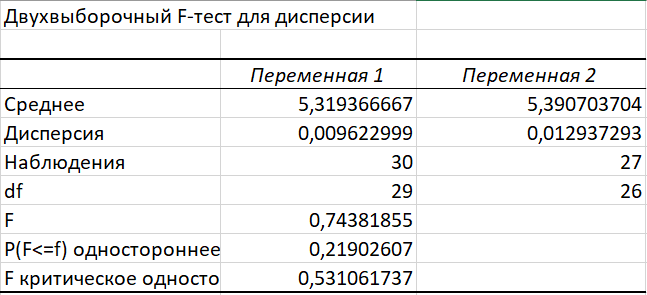 Двухвыборочный F-тест для дисперсии
Переменная 1 Переменная 2
Среднее 5,319366667 5,390703704
Дисперсия 0,009622999 0,012937293
Наблюдения 30 27
df 29 26
F 0,74381855
P(F<=f) одностороннее 0,21902607
F критическое односто 0,531061737